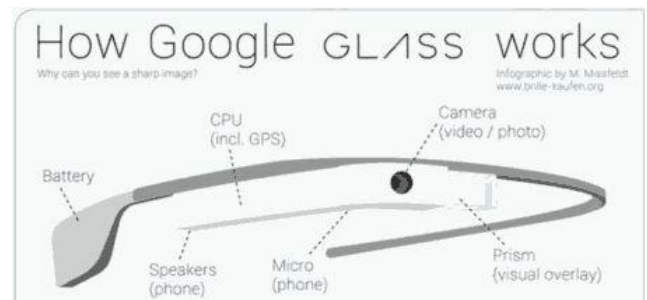 How Google GLASS works
Why can you see a sharp image?
Infographic by M. Missfeldt
www.brille-kaufen.org
Camera
(video / photo)
CPU
(incl. GPS)
Battery
Speakers
(phone)
Micro
(phone)
Prism
(visual overlay)